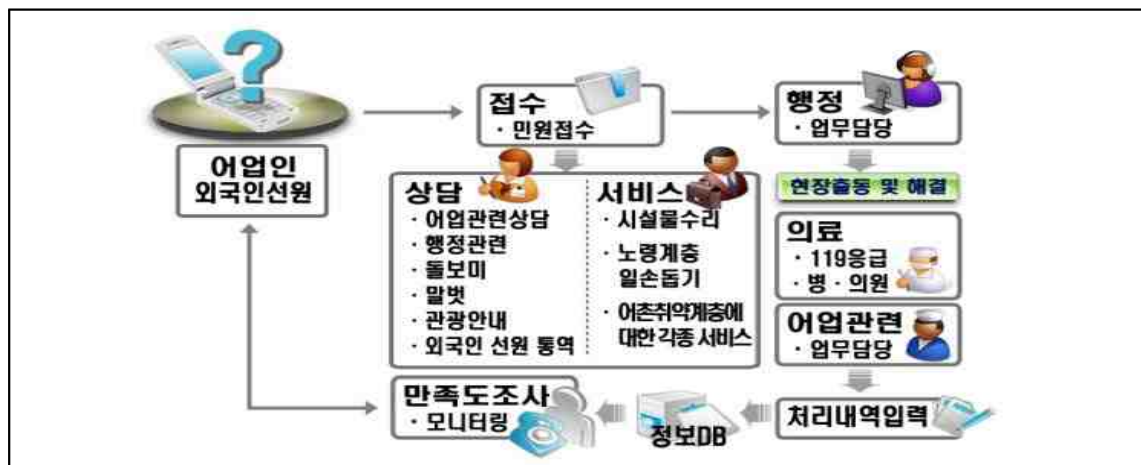 어업인
외국인선원
접수
· 민원접수
행정
· 업무담당
상담
· 어업관련상담
· 행정관련
· 돌보미
· 말벗
· 관광안내
· 외국인 선원 통역
서비스
· 시설물수리
· 노령계층
일손돕기
· 어촌취약계층에
대한 각종 서비스
현장출동 및 해결
의료
· 119응급
· 병 · 의원
어업관련
· 업무담당
처리내역입력
정보DB
만족도조사
· 모니터링